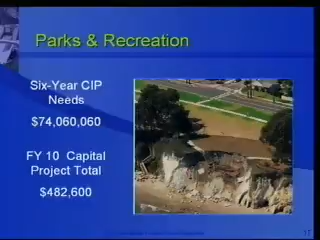 Parks & Recreation
Six-Year CIP
Needs
$74,060,060
FY 10 Capital
Project Total
$482,600